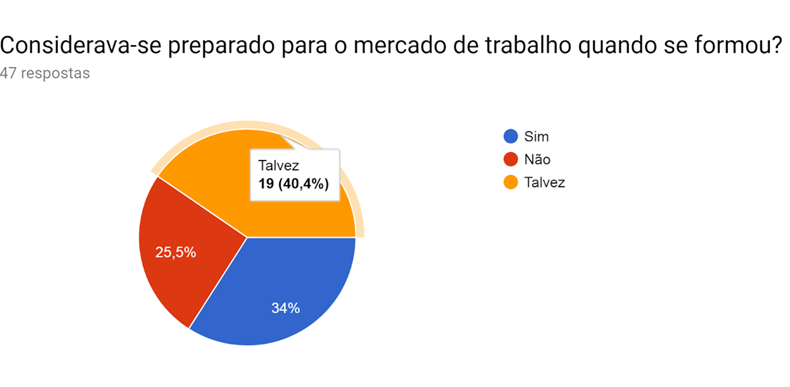 Considerava-se preparado para o mercado de trabalho quando se formou?
47 respostas
Sim
Não
Talvez
Talvez
19 (40,4%)
25,5%
34%